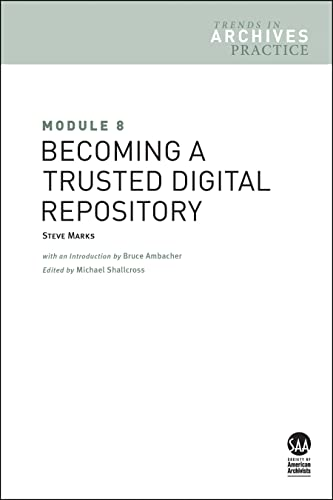 TRENDS IN
ARCHIVES
PRACTICE
MODULE 8
BECOMING A
TRUSTED DIGITAL
REPOSITORY
STEVE MARKS
with an Introduction by Bruce Ambacher
Edited by Michael Shallcross
SAA
SOCIETY OF
American
Archivists